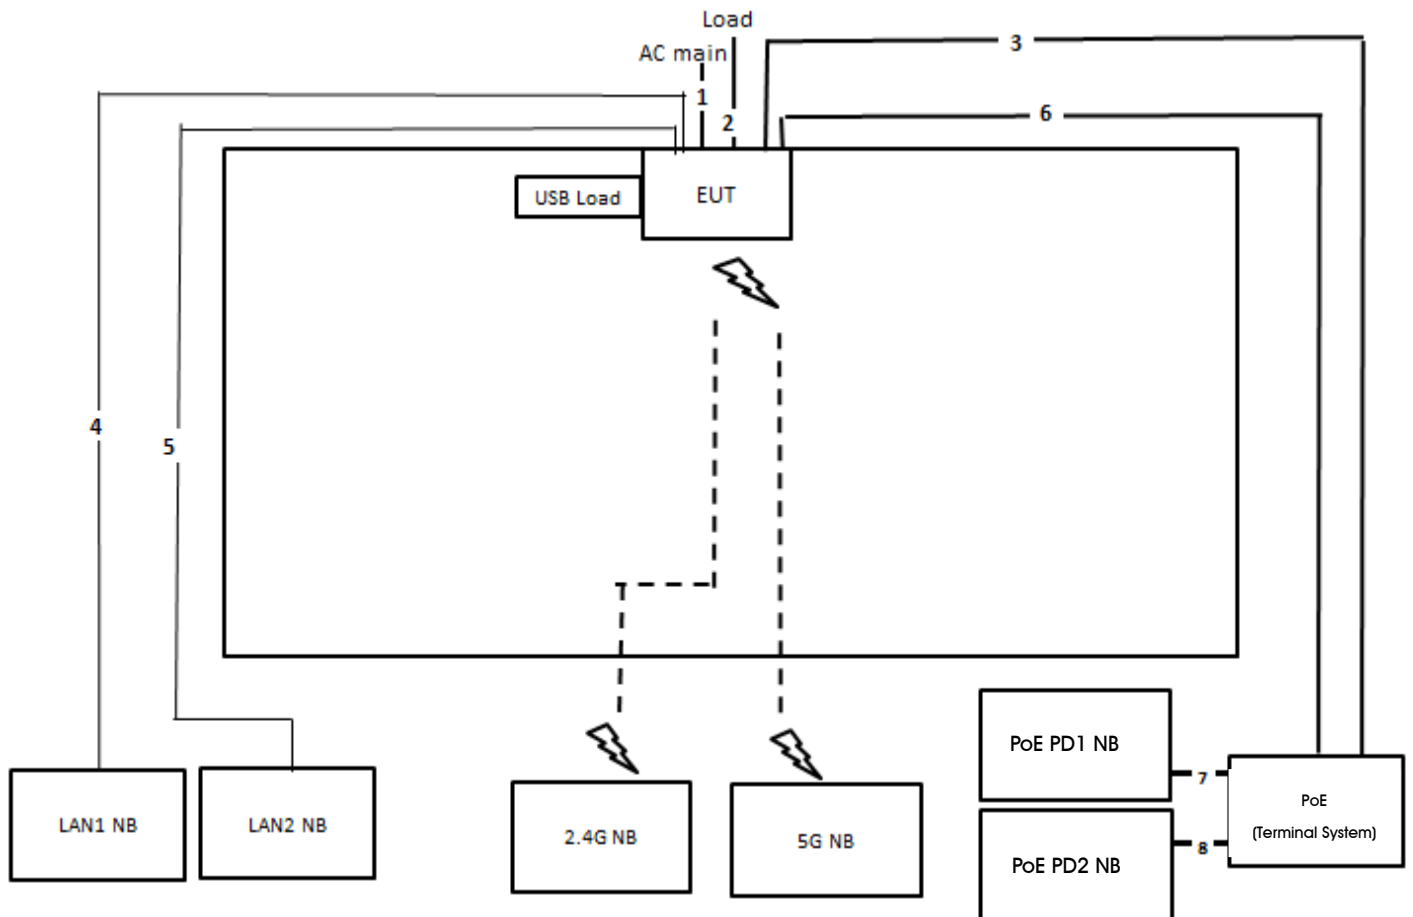 Load
AC main
3
1
6
2
USB Load
EUT
4
5
PoE PD1 NB
7
PoE
(Terminal System)
LAN1 NB
LAN2 NB
2.4G NB
5G NB
8
PoE PD2 NB